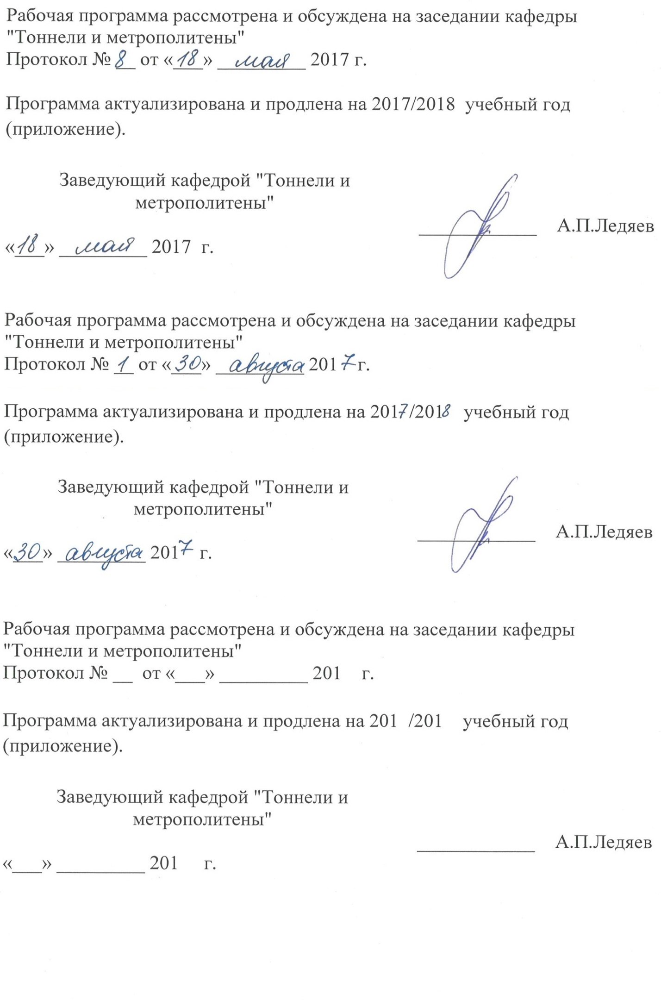 Рабочая программа рассмотрена и обсуждена на заседании кафедры
"Тоннели и метрополитены"
Протокол № 8 от «18» мая 2017 г.
Программа актуализирована и продлена на 2017/2018 учебный год
(приложение).
Заведующий кафедрой "Тоннели и
метрополитены"
А.П.Ледяев
«18» мая 2017 г.
Рабочая программа рассмотрена и обсуждена на заседании кафедры
"Тоннели и метрополитены"
Протокол № 1 от «30» августа 2017 г.
Программа актуализирована и продлена на 2017/2018 учебный год
(приложение).
Заведующий кафедрой "Тоннели и
метрополитены"
А.П.Ледяев
«30» августа 2017 г.
Рабочая программа рассмотрена и обсуждена на заседании кафедры
"Тоннели и метрополитены"
Протокол № __ от «___» _________ 201 г.
Программа актуализирована и продлена на 201 /201 учебный год
(приложение).
Заведующий кафедрой "Тоннели и
метрополитены"
____________ А.П.Ледяев
«___» _________ 201 г.